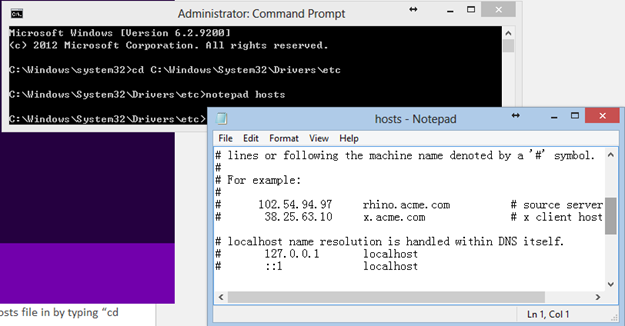 Administrator: Command Prompt
Microsoft Windows [Version 6.2.9200]
(c) 2012 Microsoft Corporation. All rights reserved.
C:\Windows\system32>cd C:\Windows\System32\Drivers\etc
C:\Windows\System32\Drivers\etc>notepad hosts
C:\Windows\System32\Drivers\etc>
hosts - Notepad
File Edit Format View Help
# lines or following the machine name denoted by a '#' symbol.
#
# For example:
#
# 102.54.94.97 rhino.acme.com # source server
# 38.25.63.10 x.acme.com # x client host
# localhost name resolution is handled within DNS itself.
# 127.0.0.1 localhost
# ::1 localhost
Ln 1, Col 1
osts file in by typing “cd